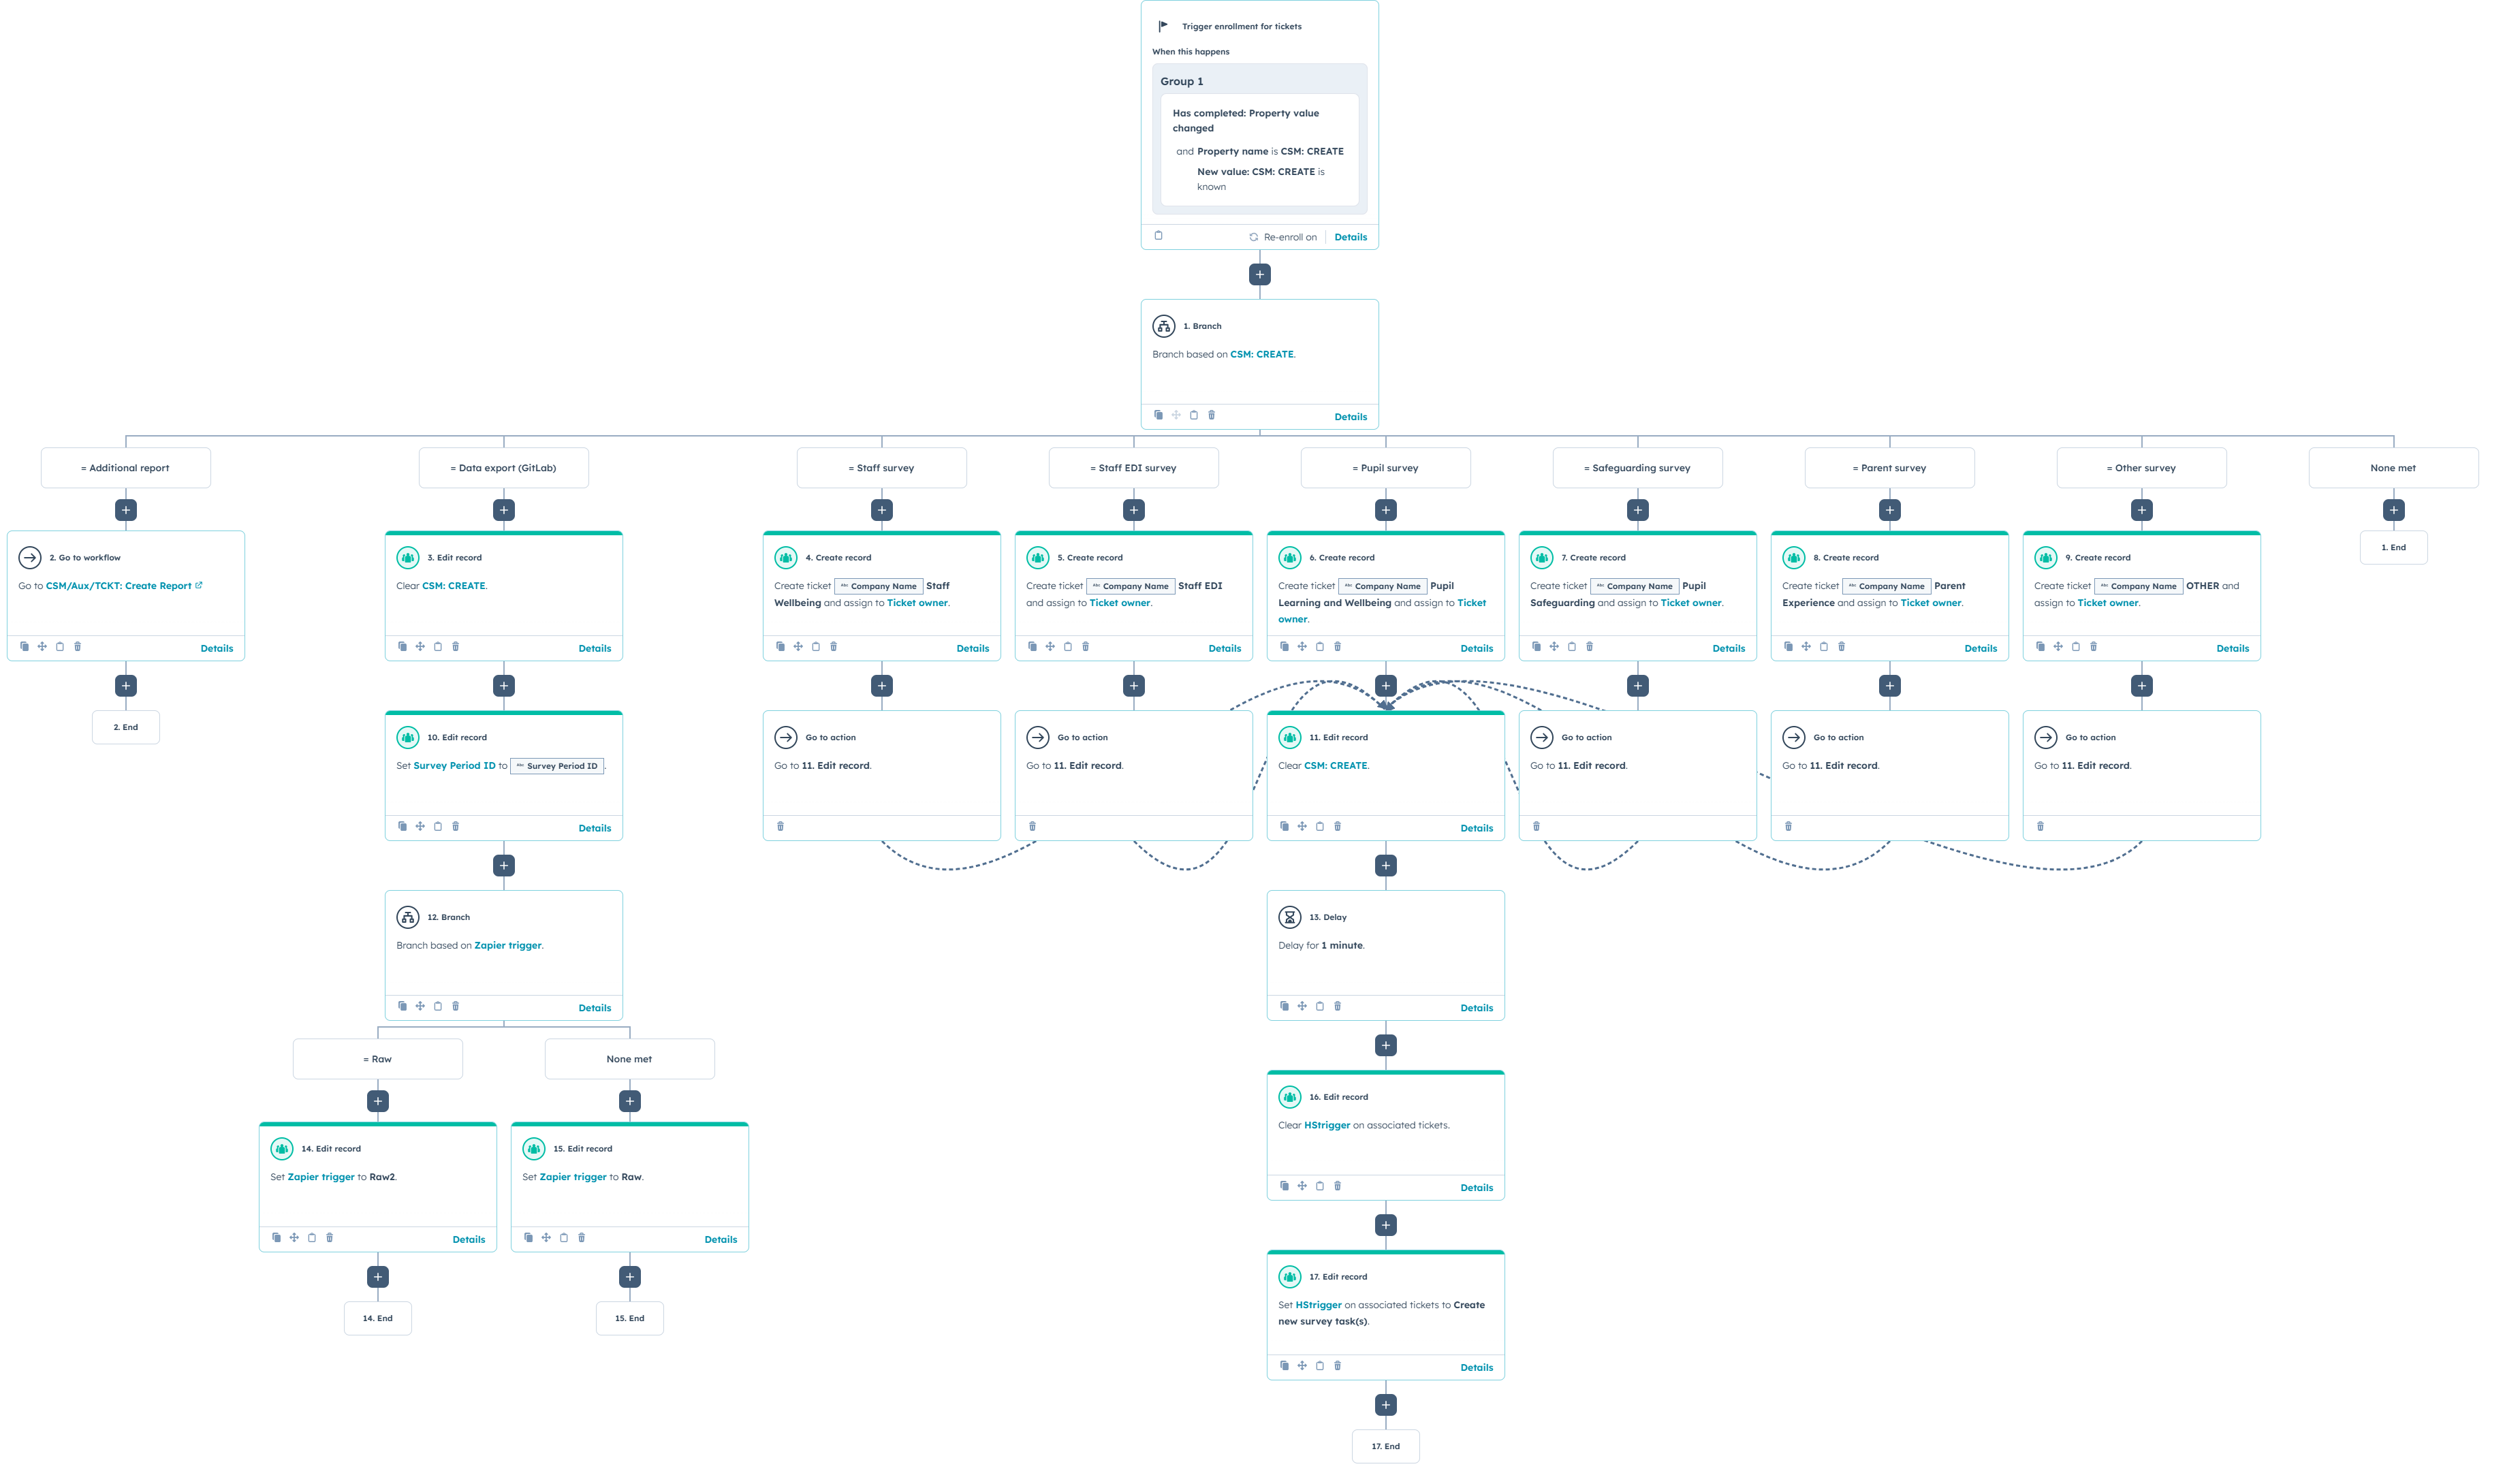 Trigger enrollment for tickets
When this happens
Group 1
Has completed: Property value
changed
and Property name is CSM: CREATE
New value: CSM: CREATE is
known
Re-enroll on
Details
1. Branch
Branch based on CSM: CREATE.
Details
= Additional report
= Data export (GitLab)
= Staff survey
= Staff EDI survey
= Pupil survey
= Safeguarding survey
= Parent survey
= Other survey
None met
2. Go to workflow
Go to CSM/Aux/TCKT: Create Report
Details
3. Edit record
Clear CSM: CREATE.
Details
4. Create record
Create ticket Abc Company Name Staff
Wellbeing and assign to Ticket owner.
Details
5. Create record
Create ticket Abc Company Name Staff EDI
and assign to Ticket owner.
Details
6. Create record
Create ticket Abc Company Name Pupil
Learning and Wellbeing and assign to Ticket
owner.
Details
7. Create record
Create ticket Abc Company Name Pupil
Safeguarding and assign to Ticket owner.
Details
8. Create record
Create ticket Abc Company Name Parent
Experience and assign to Ticket owner.
Details
9. Create record
Create ticket Abc Company Name OTHER and
assign to Ticket owner.
Details
1. End
2. End
10. Edit record
Set Survey Period ID to Abc Survey Period ID.
Details
Go to action
Go to 11. Edit record.
Go to action
Go to 11. Edit record.
11. Edit record
Clear CSM: CREATE.
Details
Go to action
Go to 11. Edit record.
Go to action
Go to 11. Edit record.
Go to action
Go to 11. Edit record.
12. Branch
Branch based on Zapier trigger.
Details
13. Delay
Delay for 1 minute.
Details
= Raw
None met
16. Edit record
Clear HStrigger on associated tickets.
Details
14. Edit record
Set Zapier trigger to Raw2.
Details
15. Edit record
Set Zapier trigger to Raw.
Details
17. Edit record
Set HStrigger on associated tickets to Create
new survey task(s).
Details
14. End
15. End
17. End